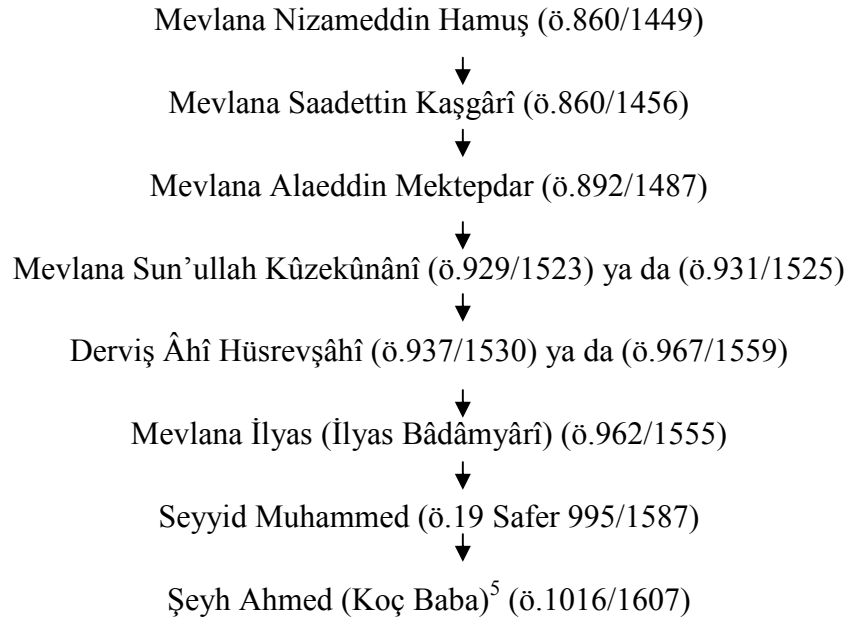 Mevlana Nizameddin Hamuş (ö.860/1449)
Mevlana Saadettin Kaşgârî (ö.860/1456)
Mevlana Alaeddin Mektepdar (ö.892/1487)
Mevlana Sun’ullah Kûzekûnânî (ö.929/1523) ya da (ö.931/1525)
Derviş Âhî Hüsrevşâhî (ö.937/1530) ya da (ö.967/1559)
Mevlana İlyas (İlyas Bâdâmyârî) (ö.962/1555)
Seyyid Muhammed (ö.19 Safer 995/1587)
Şeyh Ahmed (Koç Baba)5 (ö.1016/1607)